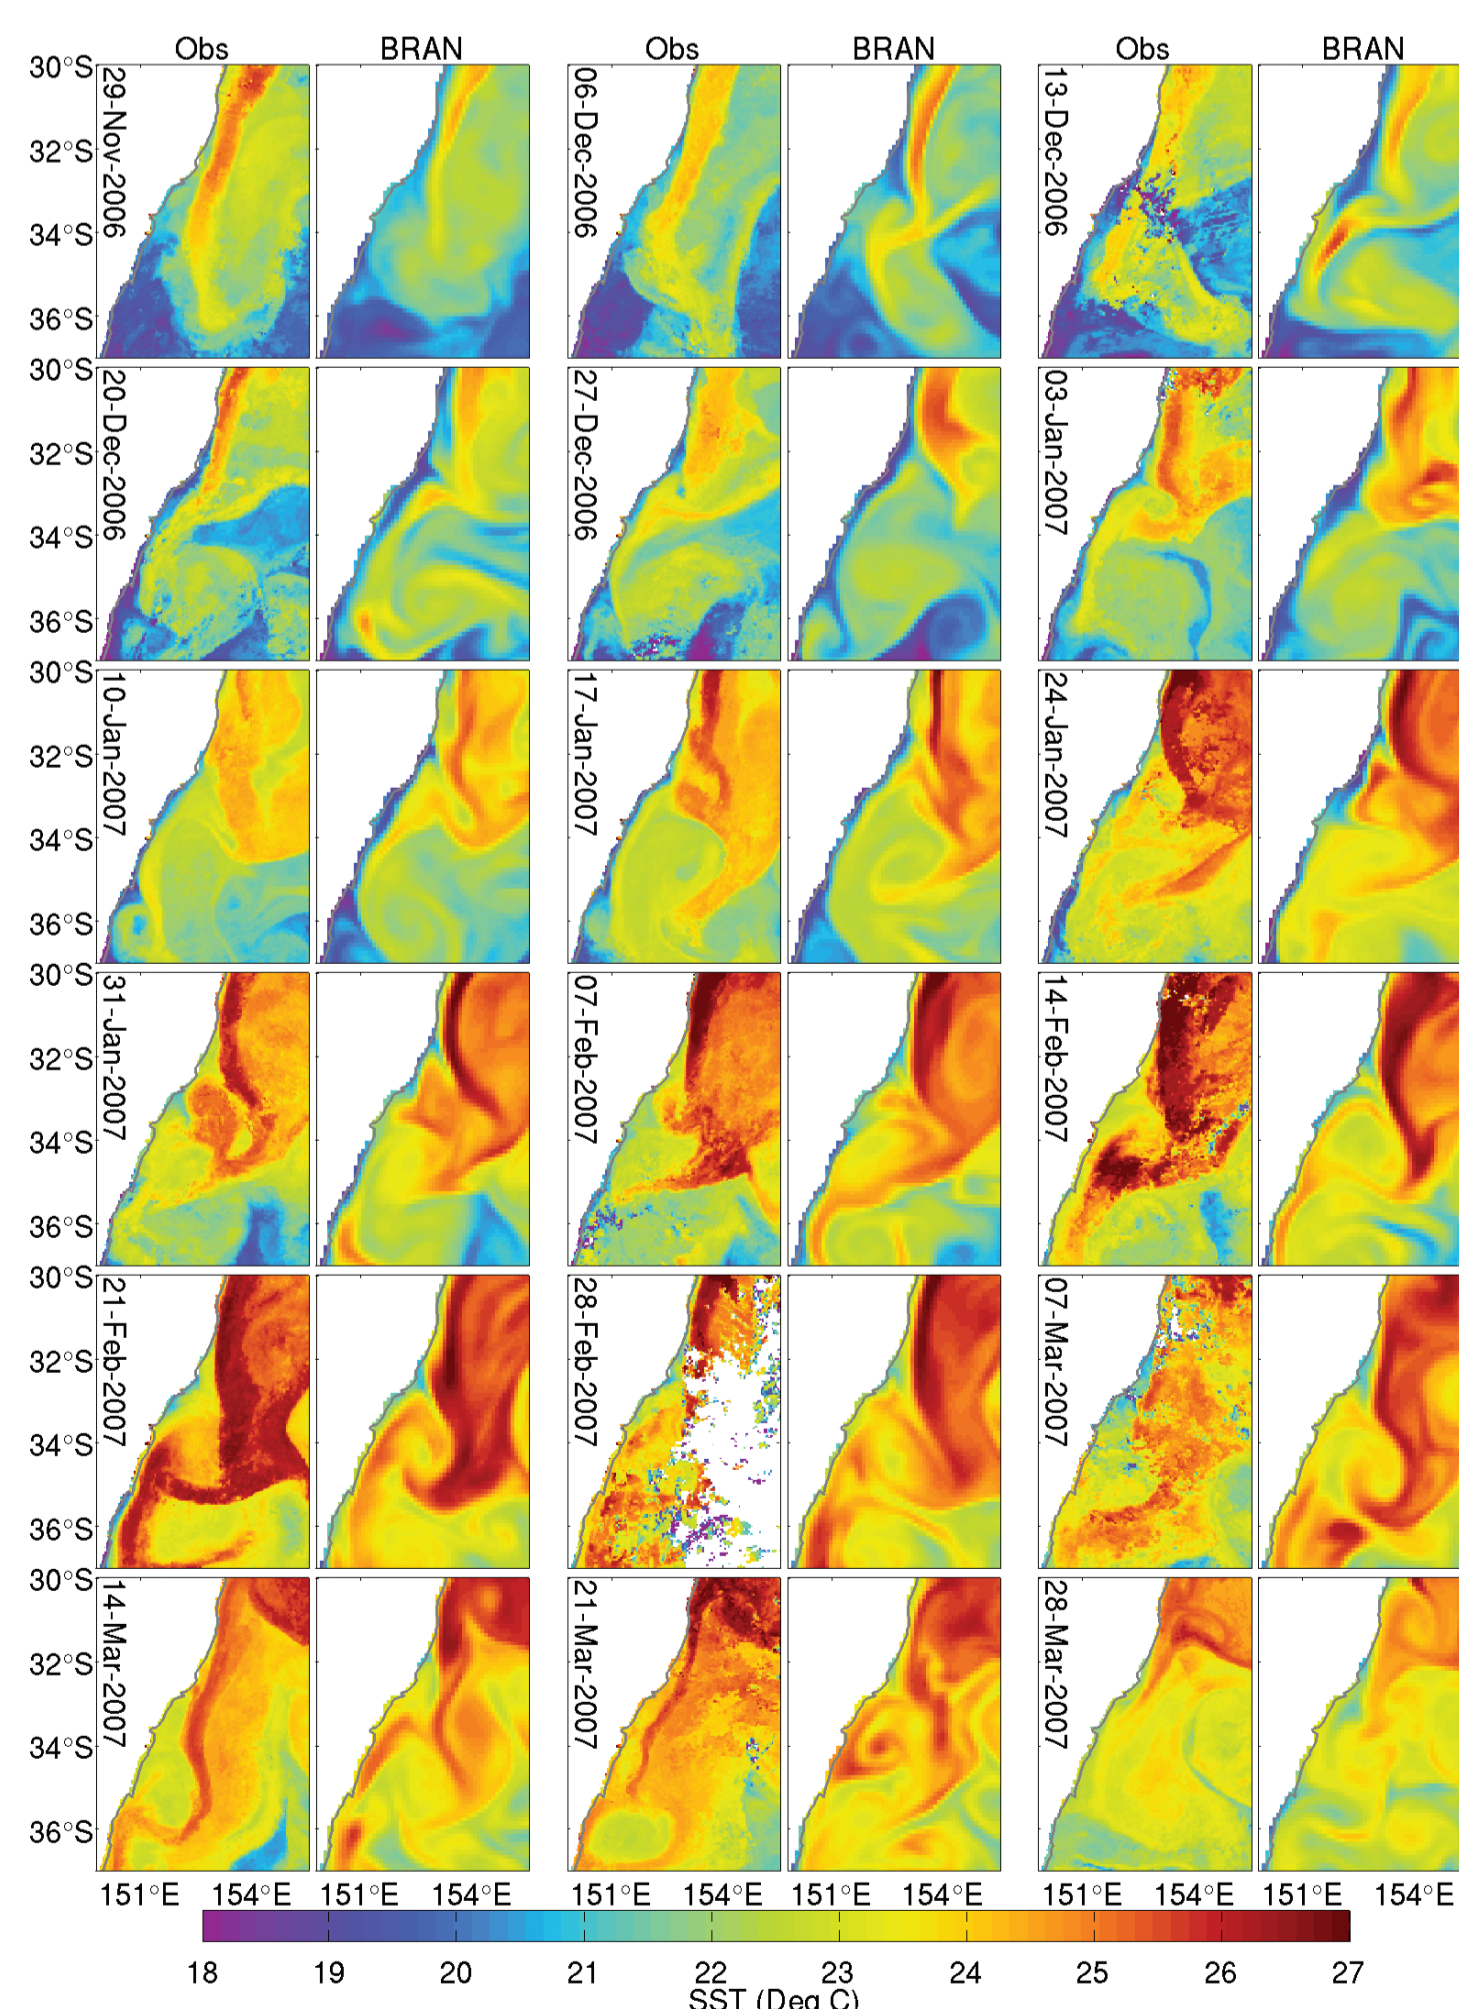 Obs BRAN Obs BRAN Obs BRAN
30°S
32°S
34°S
36°S
29-Nov-2006
06-Dec-2006
13-Dec-2006
30°S
32°S
34°S
36°S
20-Dec-2006
27-Dec-2006
03-Jan-2007
30°S
32°S
34°S
36°S
10-Jan-2007
17-Jan-2007
24-Jan-2007
30°S
32°S
34°S
36°S
31-Jan-2007
07-Feb-2007
14-Feb-2007
30°S
32°S
34°S
36°S
21-Feb-2007
28-Feb-2007
07-Mar-2007
30°S
32°S
34°S
36°S
14-Mar-2007
21-Mar-2007
28-Mar-2007
151°E 154°E 151°E 154°E 151°E 154°E 151°E 154°E 151°E 154°E 151°E 154°E
18 19 20 21 22 23 24 25 26 27
SST (Deg C)